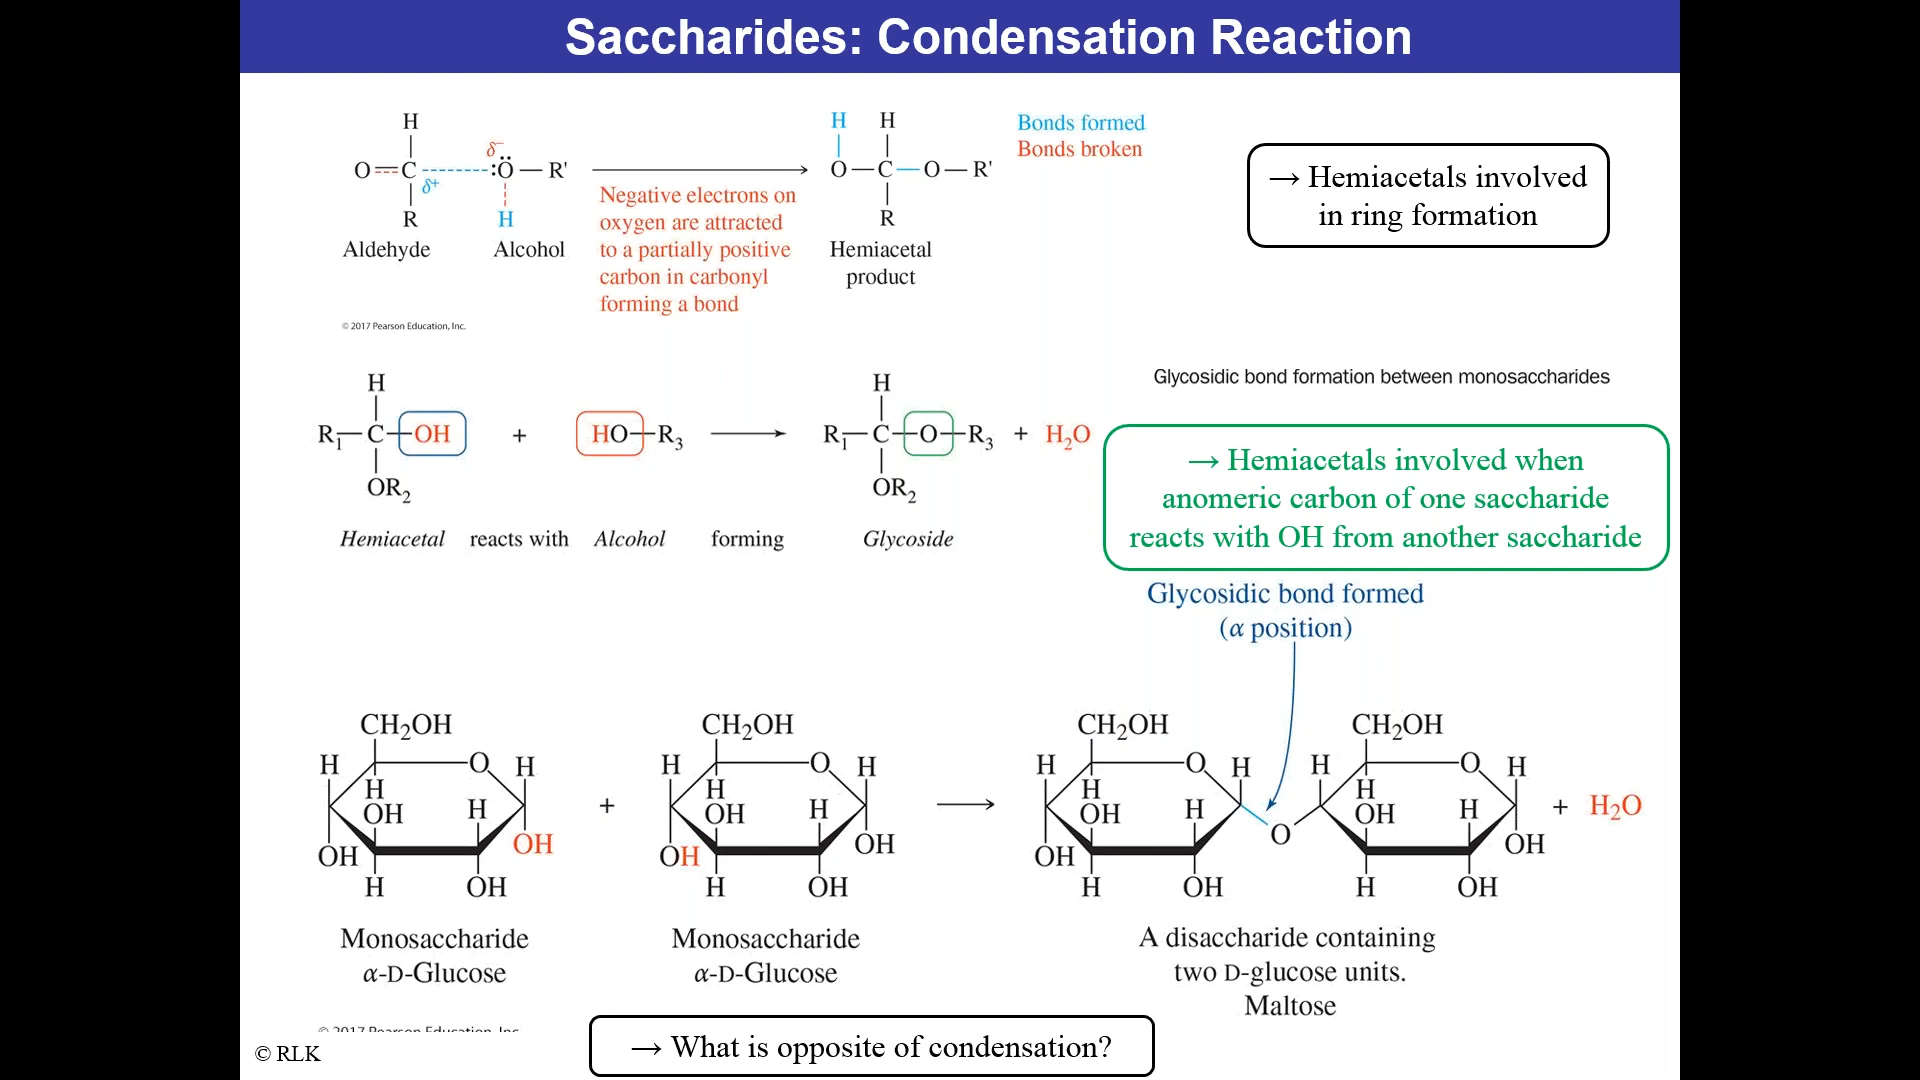 Saccharides: Condensation Reaction
H
O C δ+ δ− :Ö — R'
R H
Aldehyde Alcohol
Negative electrons on
oxygen are attracted
to a partially positive
carbon in carbonyl
forming a bond
H H
O — C — O — R'
R
Hemiacetal
product
Bonds formed
Bonds broken
→ Hemiacetals involved
in ring formation
© 2017 Pearson Education, Inc.
Glycosidic bond formation between monosaccharides
H H
R₁ — C — OH + HO — R₃ ⟶ R₁ — C — O — R₃ + H₂O
OR₂ OR₂
Hemiacetal reacts with Alcohol forming Glycoside
→ Hemiacetals involved when
anomeric carbon of one saccharide
reacts with OH from another saccharide
Glycosidic bond formed
(α position)
CH₂OH CH₂OH CH₂OH CH₂OH
H O H H O H H O H H O H
H H H H
OH H + OH H ⟶ OH H OH H + H₂O
OH OH OH OH OH O OH
H OH H OH H OH H OH
Monosaccharide
α-D-Glucose
Monosaccharide
α-D-Glucose
A disaccharide containing
two D-glucose units.
Maltose
© 2017 Pearson Education, Inc.
© RLK
→ What is opposite of condensation?